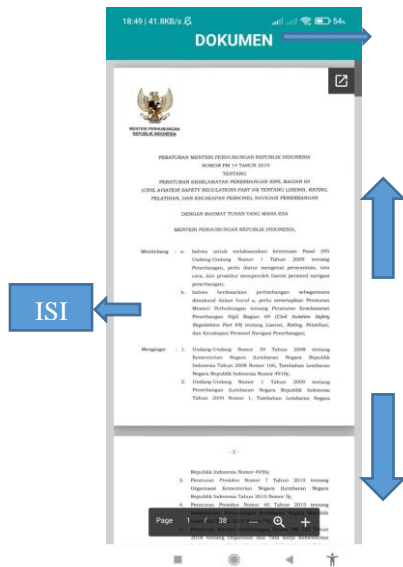 18:49 | 41.8KB/s
54
DOKUMEN
MENTERI PERHUBUNGAN
REPUBLIK INDONESIA
PERATURAN MENTERI PERHUBUNGAN REPUBLIK INDONESIA
NOMOR PM 14 TAHUN 2019
TENTANG
PERATURAN KESELAMATAN PENERBANGAN SIPIL BAGIAN 69
(CIVIL AVIATION SAFETY REGULATIONS PART 69) TENTANG LISENSI, RATING,
PELATIHAN, DAN KECAKAPAN PERSONEL NAVIGASI PENERBANGAN
DENGAN RAHMAT TUHAN YANG MAHA ESA
MENTERI PERHUBUNGAN REPUBLIK INDONESIA,
Menimbang : a. bahwa untuk melaksanakan ketentuan Pasal 295
Undang-Undang Nomor 1 Tahun 2009 tentang
Penerbangan, perlu diatur mengenai persyaratan, tata
cara, dan prosedur memperoleh lisensi personel navigasi
penerbangan;
b. bahwa berdasarkan pertimbangan sebagaimana
dimaksud dalam huruf a, perlu menetapkan Peraturan
Menteri Perhubungan tentang Peraturan Keselamatan
Penerbangan Sipil Bagian 69 (Civil Aviation Safety
Regulations Part 69) tentang Lisensi, Rating, Pelatihan,
dan Kecakapan Personel Navigasi Penerbangan;
ISI
Mengingat : 1. Undang-Undang Nomor 39 Tahun 2008 tentang
Kementerian Negara (Lembaran Negara Republik
Indonesia Tahun 2008 Nomor 166, Tambahan Lembaran
Negara Republik Indonesia Nomor 4916);
2. Undang-Undang Nomor 1 Tahun 2009 tentang
Penerbangan (Lembaran Negara Republik Indonesia
Tahun 2009 Nomor 1, Tambahan Lembaran Negara
- 2 -
Republik Indonesia Nomor 4956);
3. Peraturan Presiden Nomor 7 Tahun 2015 tentang
Organisasi Kementerian Negara (Lembaran Negara
Republik Indonesia Tahun 2015 Nomor 5);
4. Peraturan Presiden Nomor 42 Tahun 2015 tentang
Page 1 / 38
2018 tentang Organisasi dan Tata Kerja Kementerian